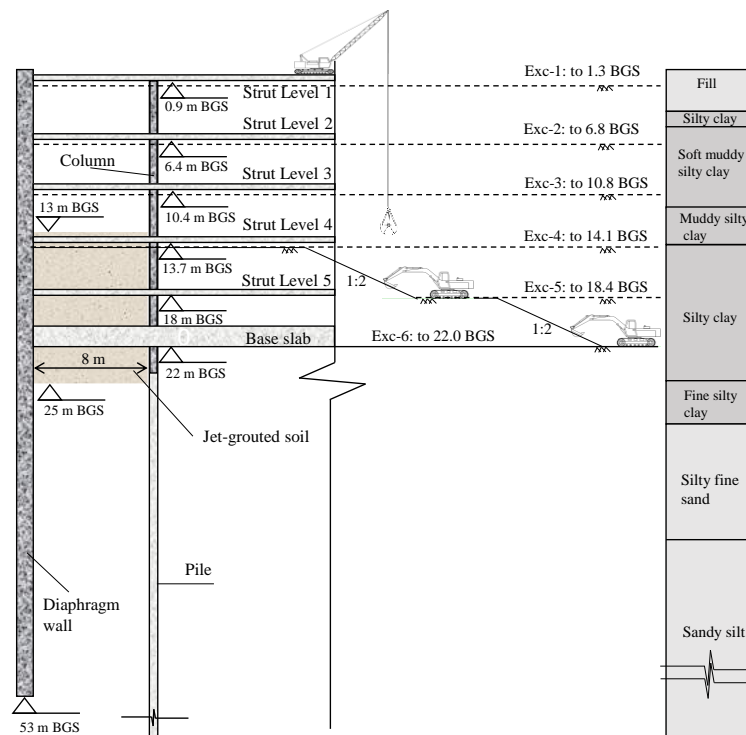 Exc-1: to 1.3 BGS
Fill
Strut Level 1
0.9 m BGS
Strut Level 2
Exc-2: to 6.8 BGS
Silty clay
Column
6.4 m BGS
Soft muddy
silty clay
Strut Level 3
Exc-3: to 10.8 BGS
13 m BGS
10.4 m BGS
Strut Level 4
Exc-4: to 14.1 BGS
Muddy silty
clay
13.7 m BGS
Strut Level 5
1:2
Exc-5: to 18.4 BGS
18 m BGS
Silty clay
Base slab
Exc-6: to 22.0 BGS
1:2
8 m
22 m BGS
25 m BGS
Fine silty
clay
Jet-grouted soil
Silty fine
sand
Pile
Diaphragm
wall
Sandy silt
53 m BGS